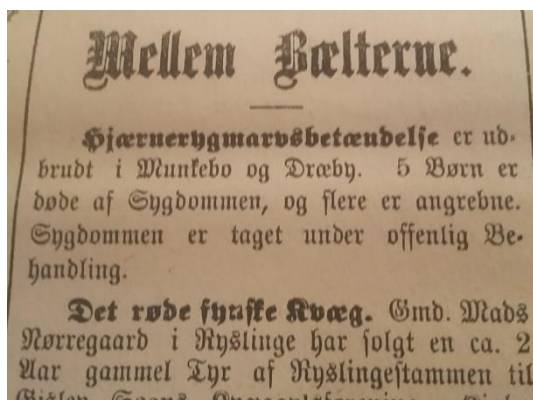 Mellem Bælterne.
Hjærnerygmarvsbetændelse er ud-
brudt i Munkebo og Dræby. 5 Børn er
døde af Sygdommen, og flere er angrebne.
Sygdommen er taget under offenlig Be-
handling.
Det røde fynske Kvæg. Gmd. Mads
Nørregaard i Ryslinge har solgt en ca. 2
Aar gammel Tyr af Ryslingestammen til